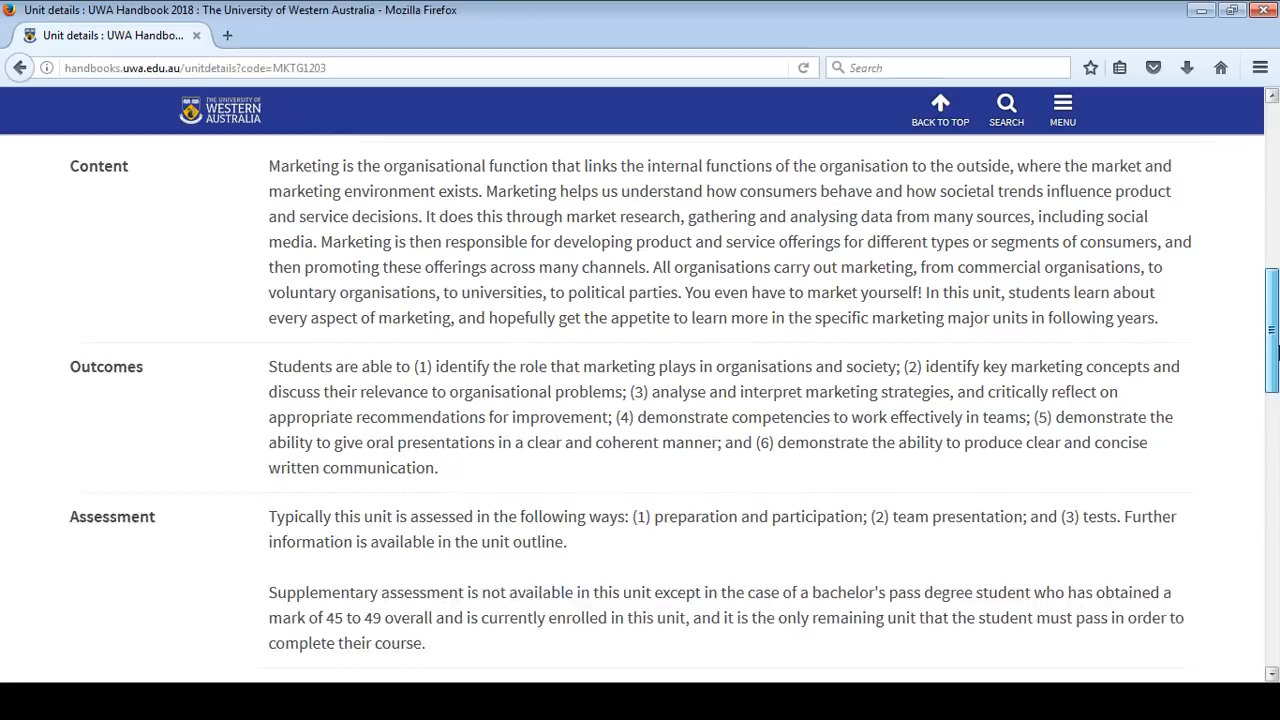 Unit details : UWA Handbook 2018 : The University of Western Australia - Mozilla Firefox
Unit details : UWA Handbo...
handbooks.uwa.edu.au/unitdetails?code=MKTG1203
Search
THE UNIVERSITY OF
WESTERN
AUSTRALIA
BACK TO TOP
SEARCH
MENU
Content
Marketing is the organisational function that links the internal functions of the organisation to the outside, where the market and
marketing environment exists. Marketing helps us understand how consumers behave and how societal trends influence product
and service decisions. It does this through market research, gathering and analysing data from many sources, including social
media. Marketing is then responsible for developing product and service offerings for different types or segments of consumers, and
then promoting these offerings across many channels. All organisations carry out marketing, from commercial organisations, to
voluntary organisations, to universities, to political parties. You even have to market yourself! In this unit, students learn about
every aspect of marketing, and hopefully get the appetite to learn more in the specific marketing major units in following years.
Outcomes
Students are able to (1) identify the role that marketing plays in organisations and society; (2) identify key marketing concepts and
discuss their relevance to organisational problems; (3) analyse and interpret marketing strategies, and critically reflect on
appropriate recommendations for improvement; (4) demonstrate competencies to work effectively in teams; (5) demonstrate the
ability to give oral presentations in a clear and coherent manner; and (6) demonstrate the ability to produce clear and concise
written communication.
Assessment
Typically this unit is assessed in the following ways: (1) preparation and participation; (2) team presentation; and (3) tests. Further
information is available in the unit outline.
Supplementary assessment is not available in this unit except in the case of a bachelor's pass degree student who has obtained a
mark of 45 to 49 overall and is currently enrolled in this unit, and it is the only remaining unit that the student must pass in order to
complete their course.